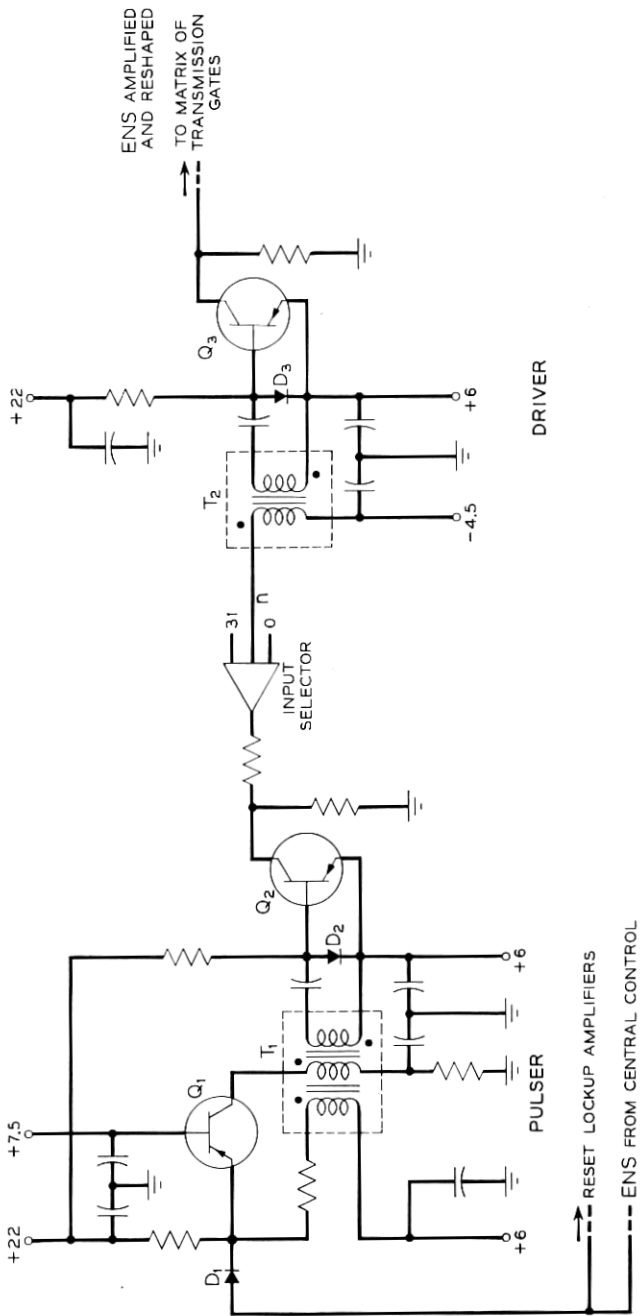 +22
+7.5
Q1
D1
T1
+6
PULSER
RESET LOCKUP AMPLIFIERS
ENS FROM CENTRAL CONTROL
Q2
D2
+6
INPUT
SELECTOR
31
n
0
T2
-4.5
+22
Q3
D3
+6
DRIVER
ENS AMPLIFIED
AND RESHAPED
TO MATRIX OF
TRANSMISSION
GATES